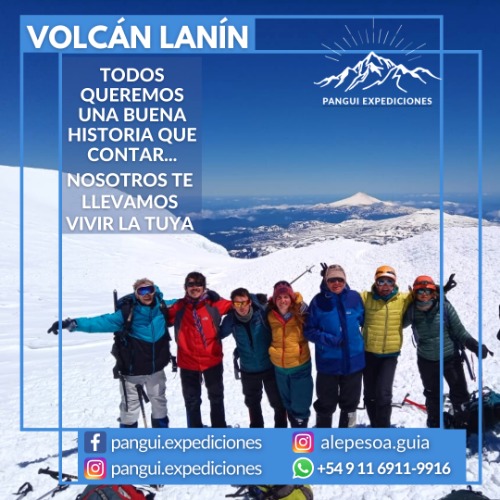 VOLCÁN LANÍN
PANGUI EXPEDICIONES
TODOS
QUEREMOS
UNA BUENA
HISTORIA QUE
CONTAR...
NOSOTROS TE
LLEVAMOS
VIVIR LA TUYA
pangui.expediciones
alepesoa.guia
pangui.expediciones
+54 9 11 6911-9916